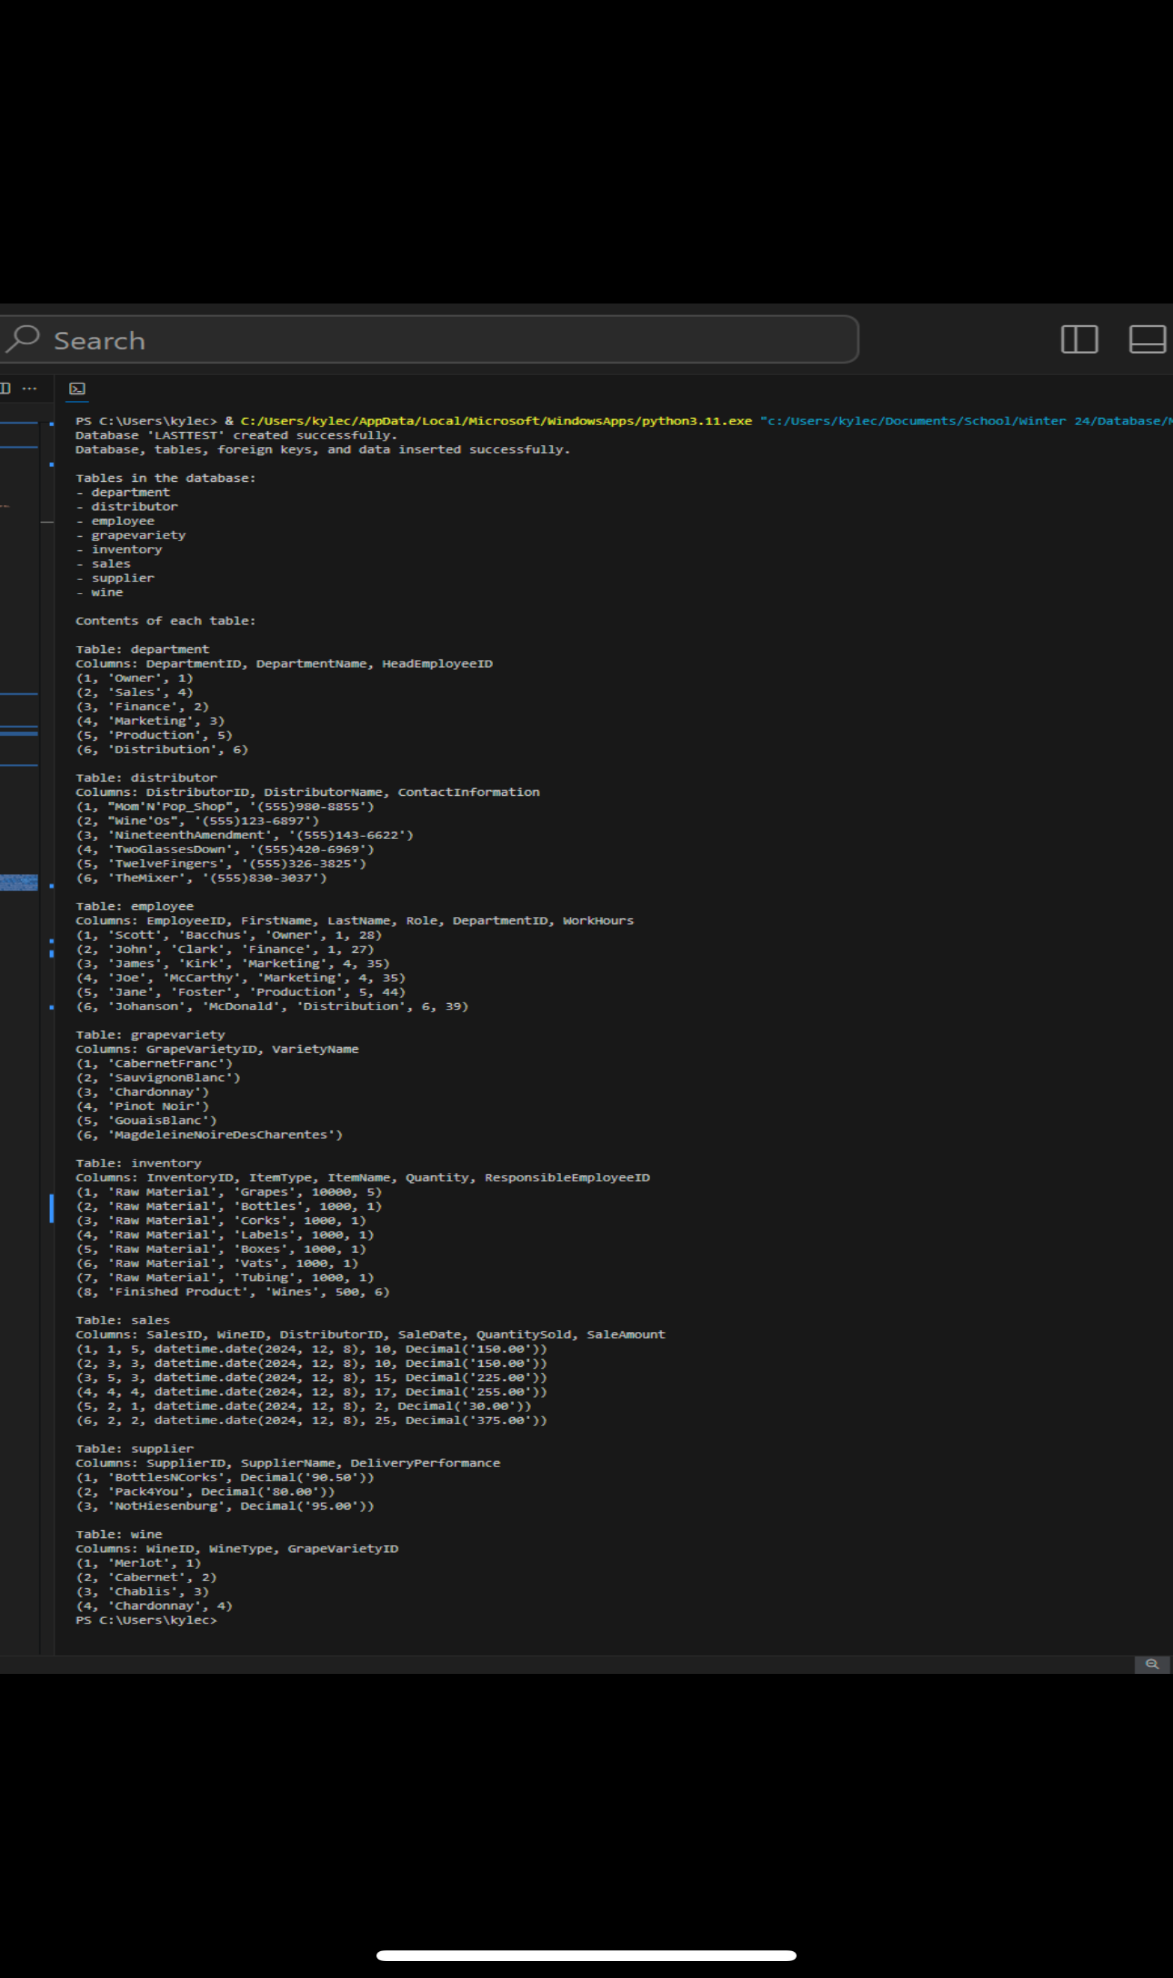 Search
PS C:\Users\kylec> & C:/Users/kylec/AppData/Local/Microsoft/WindowsApps/python3.11.exe "c:/Users/kylec/Documents/School/Winter 24/Database/
Database 'LASTTEST' created successfully.
Database, tables, foreign keys, and data inserted successfully.
Tables in the database:
- department
- distributor
- employee
- grapevariety
- inventory
- sales
- supplier
- wine
Contents of each table:
Table: department
Columns: DepartmentID, DepartmentName, HeadEmployeeID
(1, 'Owner', 1)
(2, 'Sales', 4)
(3, 'Finance', 2)
(4, 'Marketing', 3)
(5, 'Production', 5)
(6, 'Distribution', 6)
Table: distributor
Columns: DistributorID, DistributorName, ContactInformation
(1, "Mom'N'Pop_Shop", '(555)980-8855')
(2, "Wine'Os", '(555)123-6897')
(3, 'NineteenthAmendment', '(555)143-6622')
(4, 'TwoGlassesDown', '(555)420-6969')
(5, 'TwelveFingers', '(555)326-3825')
(6, 'TheMixer', '(555)830-3037')
Table: employee
Columns: EmployeeID, FirstName, LastName, Role, DepartmentID, WorkHours
(1, 'Scott', 'Bacchus', 'Owner', 1, 28)
(2, 'John', 'Clark', 'Finance', 1, 27)
(3, 'James', 'Kirk', 'Marketing', 4, 35)
(4, 'Joe', 'McCarthy', 'Marketing', 4, 35)
(5, 'Jane', 'Foster', 'Production', 5, 44)
(6, 'Johanson', 'McDonald', 'Distribution', 6, 39)
Table: grapevariety
Columns: GrapeVarietyID, VarietyName
(1, 'CabernetFranc')
(2, 'SauvignonBlanc')
(3, 'Chardonnay')
(4, 'Pinot Noir')
(5, 'GouaisBlanc')
(6, 'MagdeleineNoireDesCharentes')
Table: inventory
Columns: InventoryID, ItemType, ItemName, Quantity, ResponsibleEmployeeID
(1, 'Raw Material', 'Grapes', 10000, 5)
(2, 'Raw Material', 'Bottles', 1000, 1)
(3, 'Raw Material', 'Corks', 1000, 1)
(4, 'Raw Material', 'Labels', 1000, 1)
(5, 'Raw Material', 'Boxes', 1000, 1)
(6, 'Raw Material', 'Vats', 1000, 1)
(7, 'Raw Material', 'Tubing', 1000, 1)
(8, 'Finished Product', 'Wines', 500, 6)
Table: sales
Columns: SalesID, WineID, DistributorID, SaleDate, QuantitySold, SaleAmount
(1, 1, 5, datetime.date(2024, 12, 8), 10, Decimal('150.00'))
(2, 3, 3, datetime.date(2024, 12, 8), 10, Decimal('150.00'))
(3, 5, 3, datetime.date(2024, 12, 8), 15, Decimal('225.00'))
(4, 4, 4, datetime.date(2024, 12, 8), 17, Decimal('255.00'))
(5, 2, 1, datetime.date(2024, 12, 8), 2, Decimal('30.00'))
(6, 2, 2, datetime.date(2024, 12, 8), 25, Decimal('375.00'))
Table: supplier
Columns: SupplierID, SupplierName, DeliveryPerformance
(1, 'BottlesNCorks', Decimal('90.50'))
(2, 'Pack4You', Decimal('80.00'))
(3, 'NotHiesenburg', Decimal('95.00'))
Table: wine
Columns: WineID, WineType, GrapeVarietyID
(1, 'Merlot', 1)
(2, 'Cabernet', 2)
(3, 'Chablis', 3)
(4, 'Chardonnay', 4)
PS C:\Users\kylec>